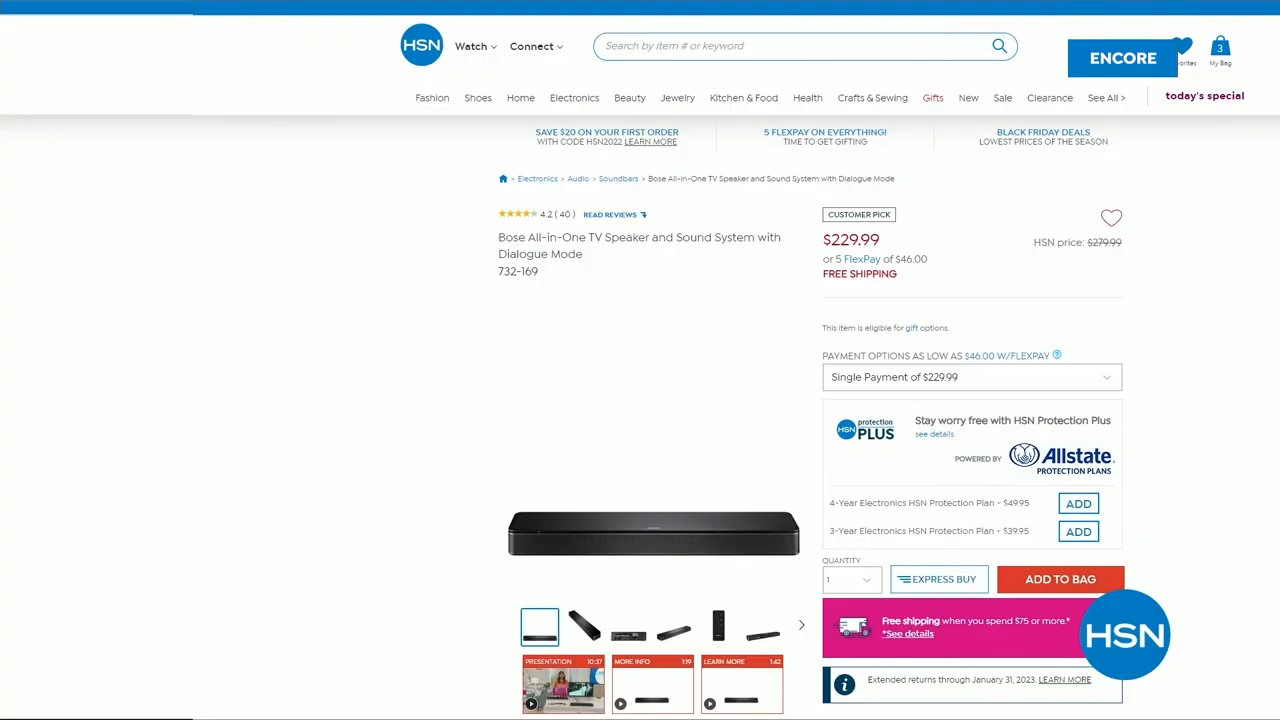 HSN
Watch
Connect
Search by item # or keyword
ENCORE
3
My Bag
Fashion
Shoes
Home
Electronics
Beauty
Jewelry
Kitchen & Food
Health
Crafts & Sewing
Gifts
New
Sale
Clearance
See All >
today's special
SAVE $20 ON YOUR FIRST ORDER
WITH CODE HSN2022 LEARN MORE
5 FLEXPAY ON EVERYTHING!
TIME TO GET GIFTING
BLACK FRIDAY DEALS
LOWEST PRICES OF THE SEASON
> Electronics > Audio > Soundbars > Bose All-in-One TV Speaker and Sound System with Dialogue Mode
4.2 ( 40 )
READ REVIEWS
Bose All-in-One TV Speaker and Sound System with
Dialogue Mode
732-169
CUSTOMER PICK
$229.99
HSN price: $279.99
or 5 FlexPay of $46.00
FREE SHIPPING
This item is eligible for gift options.
PAYMENT OPTIONS AS LOW AS $46.00 W/FLEXPAY ?
Single Payment of $229.99
HSN protection PLUS
Stay worry free with HSN Protection Plus
see details
POWERED BY
Allstate.
PROTECTION PLANS
4-Year Electronics HSN Protection Plan - $49.95
ADD
3-Year Electronics HSN Protection Plan - $39.95
ADD
QUANTITY
1
EXPRESS BUY
ADD TO BAG
Free shipping when you spend $75 or more.*
*See details
HSN
Extended returns through January 31, 2023. LEARN MORE
PRESENTATION 10:37
MORE INFO 1:19
LEARN MORE 1:42